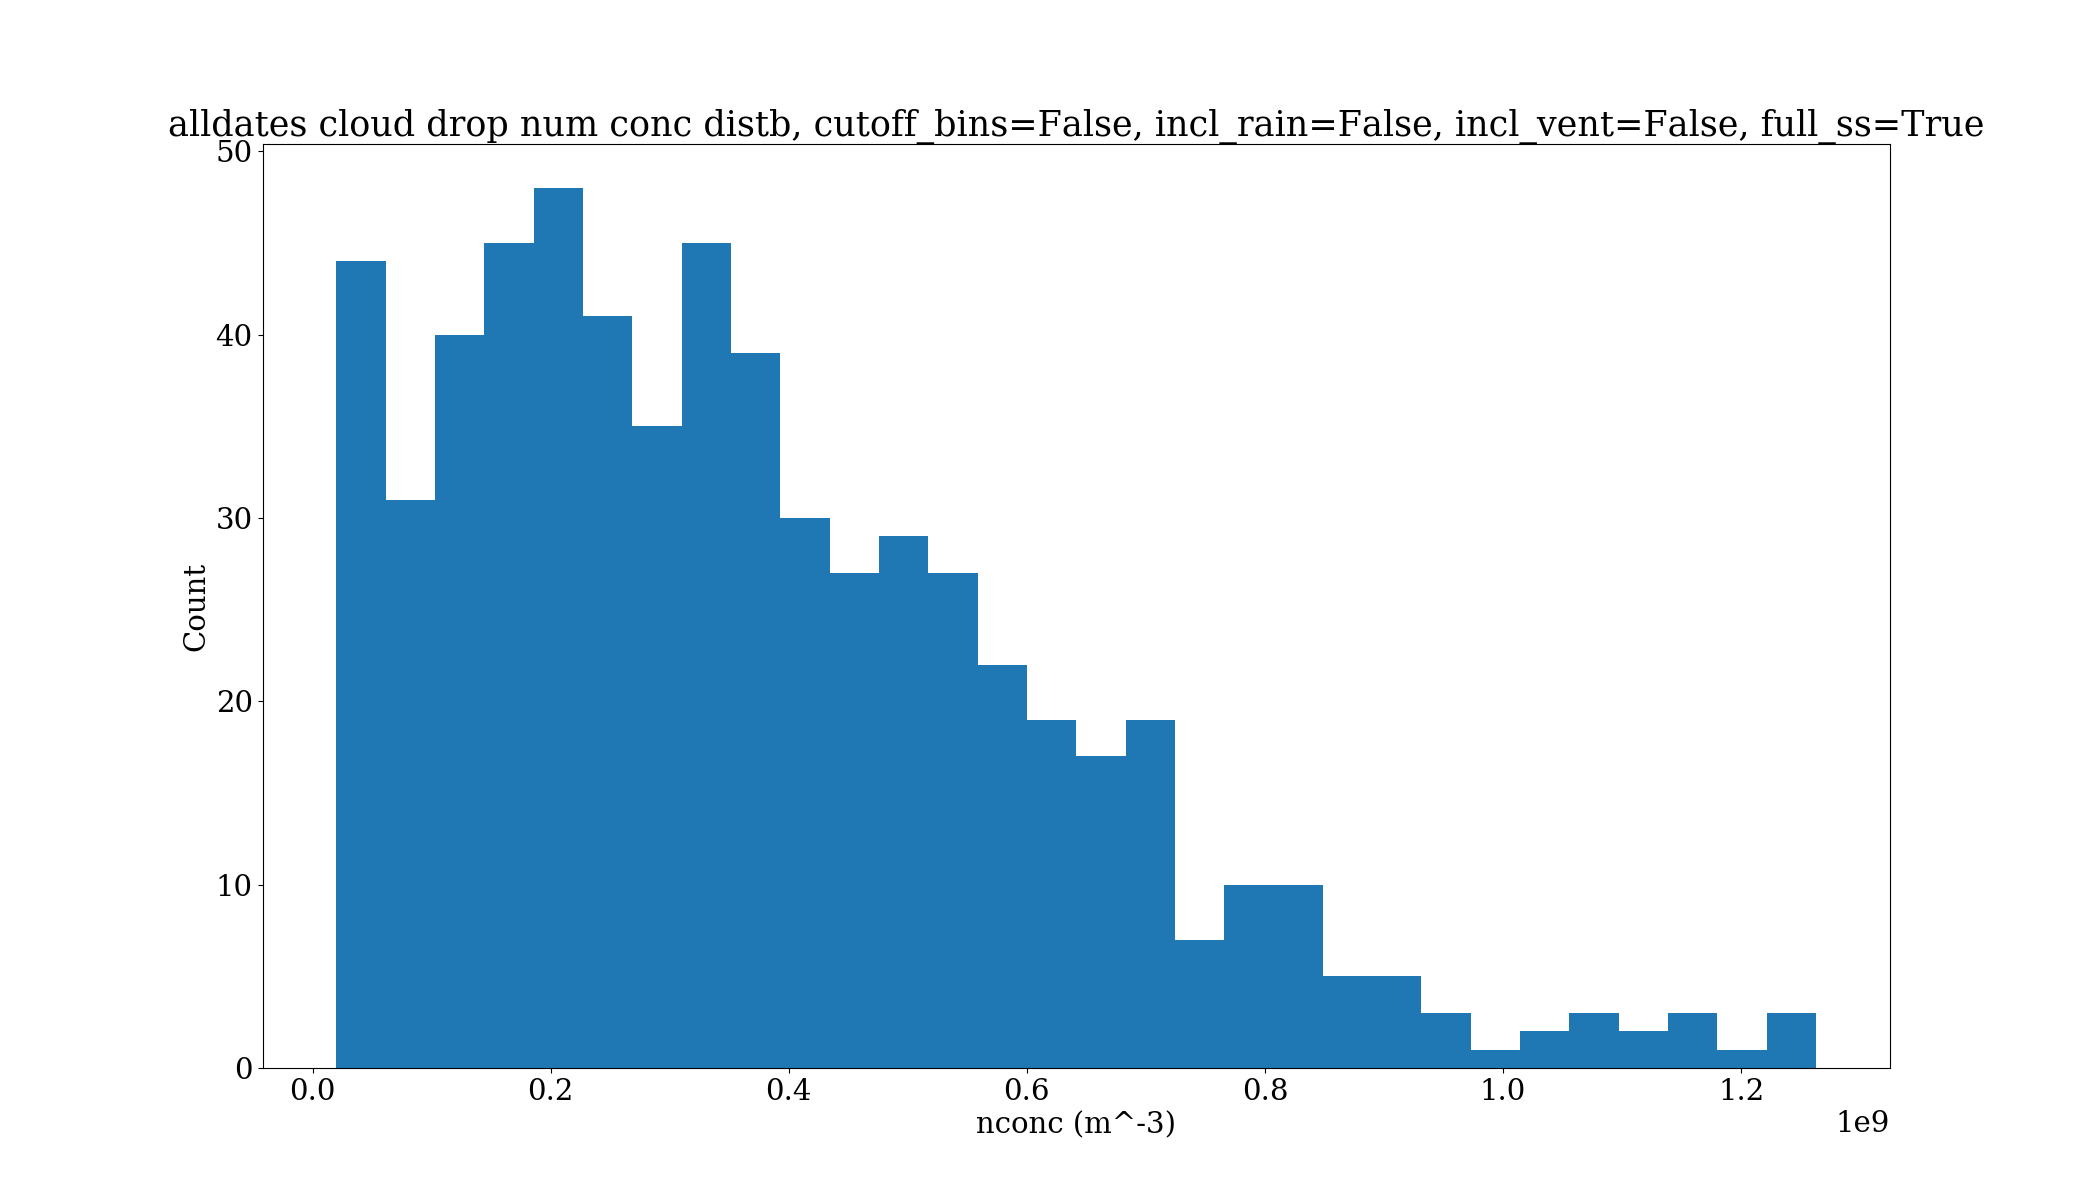 alldates cloud drop num conc distb, cutoff_bins=False, incl_rain=False, incl_vent=False, full_ss=True
50
40
30
20
10
0
Count
0.0 0.2 0.4 0.6 0.8 1.0 1.2
nconc (m^-3)
1e9